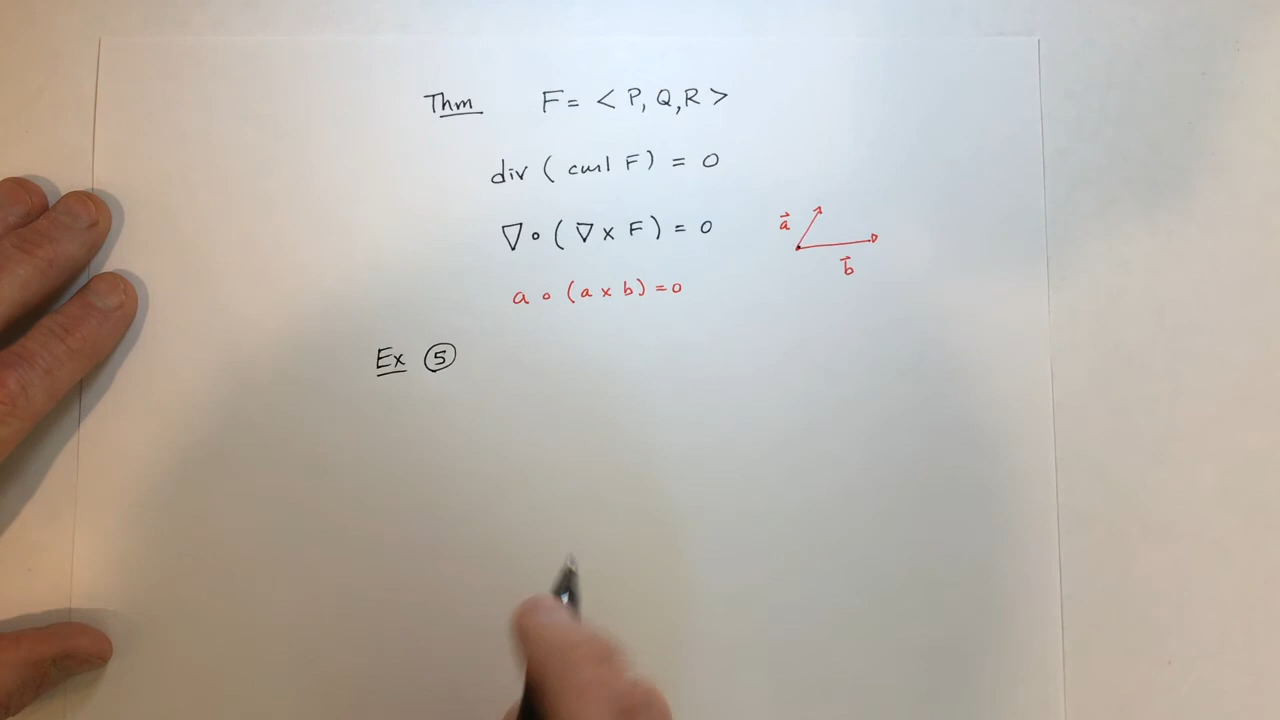 Thm F = < P, Q, R >
div ( curl F ) = 0
∇ ∘ ( ∇ × F ) = 0
a⃗
b⃗
a ∘ ( a × b ) = 0
Ex ⑤